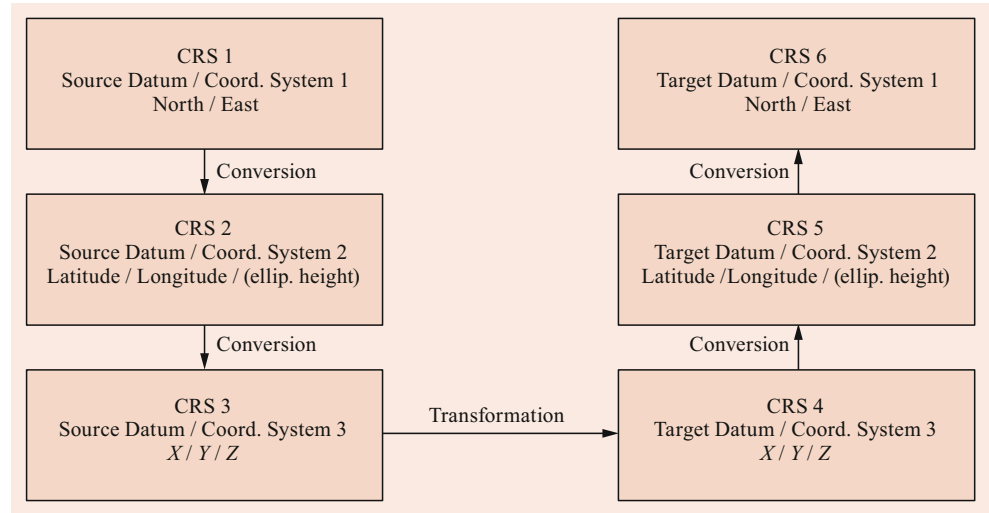 CRS 1
Source Datum / Coord. System 1
North / East
Conversion
CRS 2
Source Datum / Coord. System 2
Latitude / Longitude / (ellip. height)
Conversion
CRS 3
Source Datum / Coord. System 3
X / Y / Z
Transformation
CRS 4
Target Datum / Coord. System 3
X / Y / Z
Conversion
CRS 5
Target Datum / Coord. System 2
Latitude /Longitude / (ellip. height)
Conversion
CRS 6
Target Datum / Coord. System 1
North / East